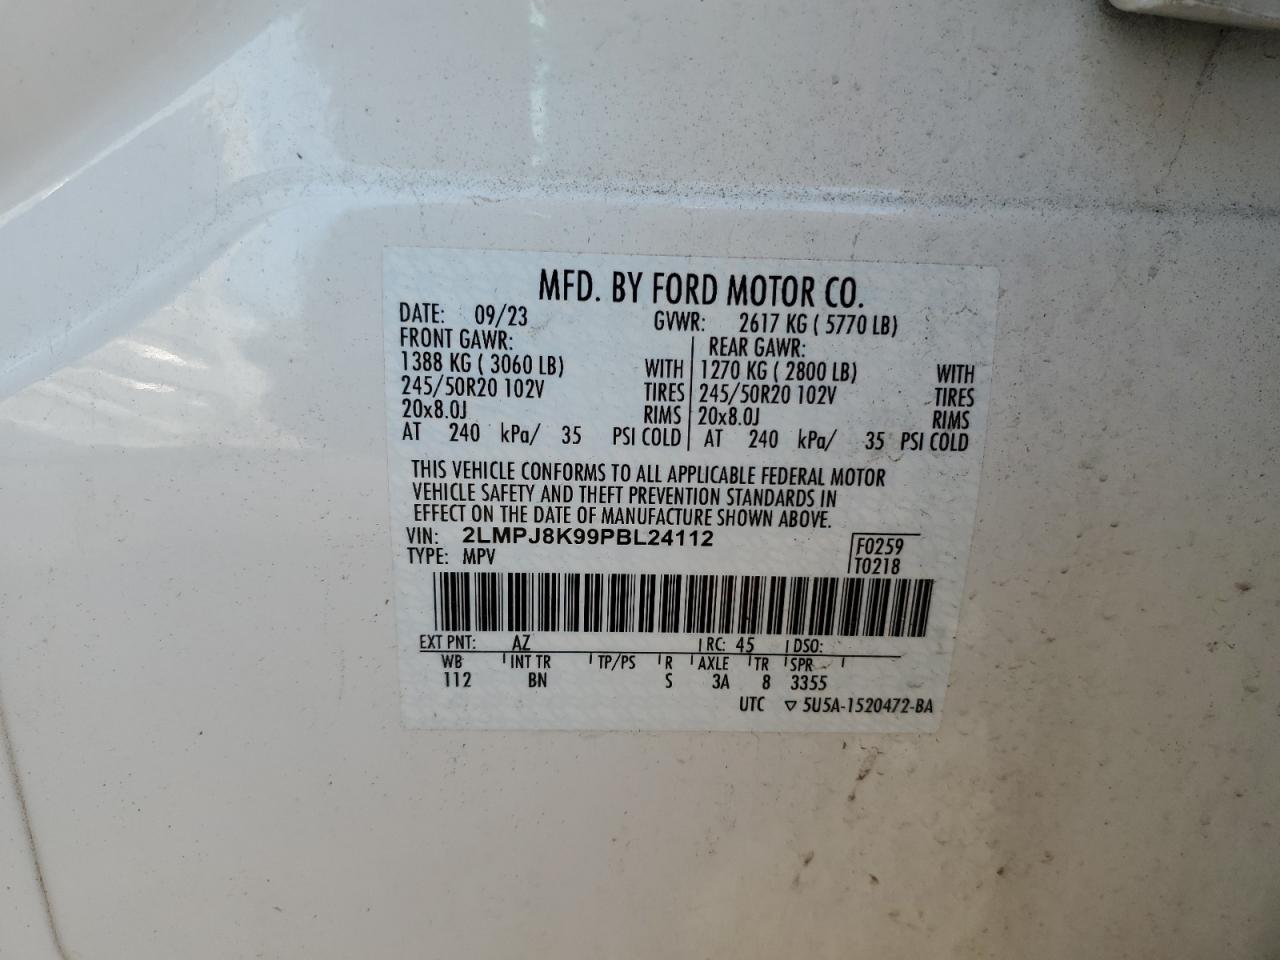 MFD. BY FORD MOTOR CO.
DATE: 09/23 GVWR: 2617 KG ( 5770 LB)
FRONT GAWR: REAR GAWR:
1388 KG ( 3060 LB) WITH 1270 KG ( 2800 LB) WITH
245/50R20 102V TIRES 245/50R20 102V TIRES
20x8.0J RIMS 20x8.0J RIMS
AT 240 kPa/ 35 PSI COLD AT 240 kPa/ 35 PSI COLD
THIS VEHICLE CONFORMS TO ALL APPLICABLE FEDERAL MOTOR
VEHICLE SAFETY AND THEFT PREVENTION STANDARDS IN
EFFECT ON THE DATE OF MANUFACTURE SHOWN ABOVE.
VIN: 2LMPJ8K99PBL24112 F0259
TYPE: MPV T0218
EXT PNT: AZ RC: 45 DSO:
WB INT TR TP/PS R AXLE TR SPR
112 BN S 3A 8 3355
UTC ▽ 5U5A-1520472-BA